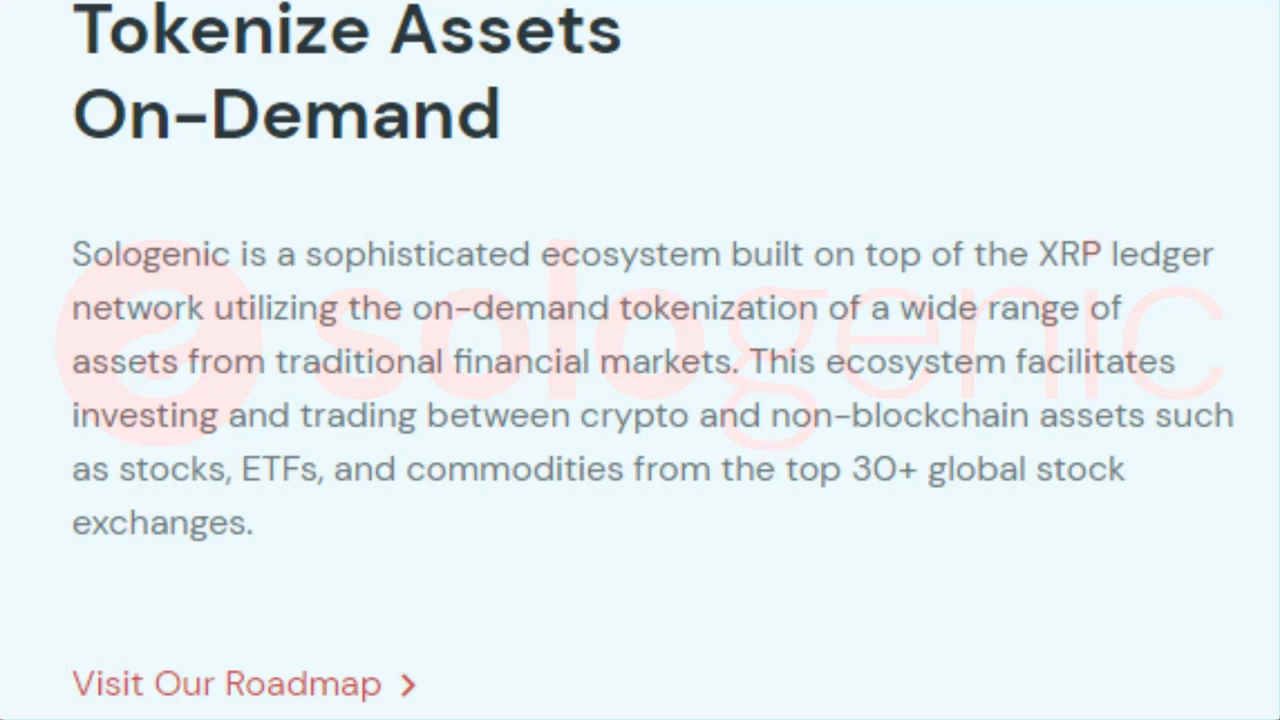 Tokenize Assets
On-Demand
Sologenic is a sophisticated ecosystem built on top of the XRP ledger
network utilizing the on-demand tokenization of a wide range of
assets from traditional financial markets. This ecosystem facilitates
investing and trading between crypto and non-blockchain assets such
as stocks, ETFs, and commodities from the top 30+ global stock
exchanges.
sologenic
Visit Our Roadmap >